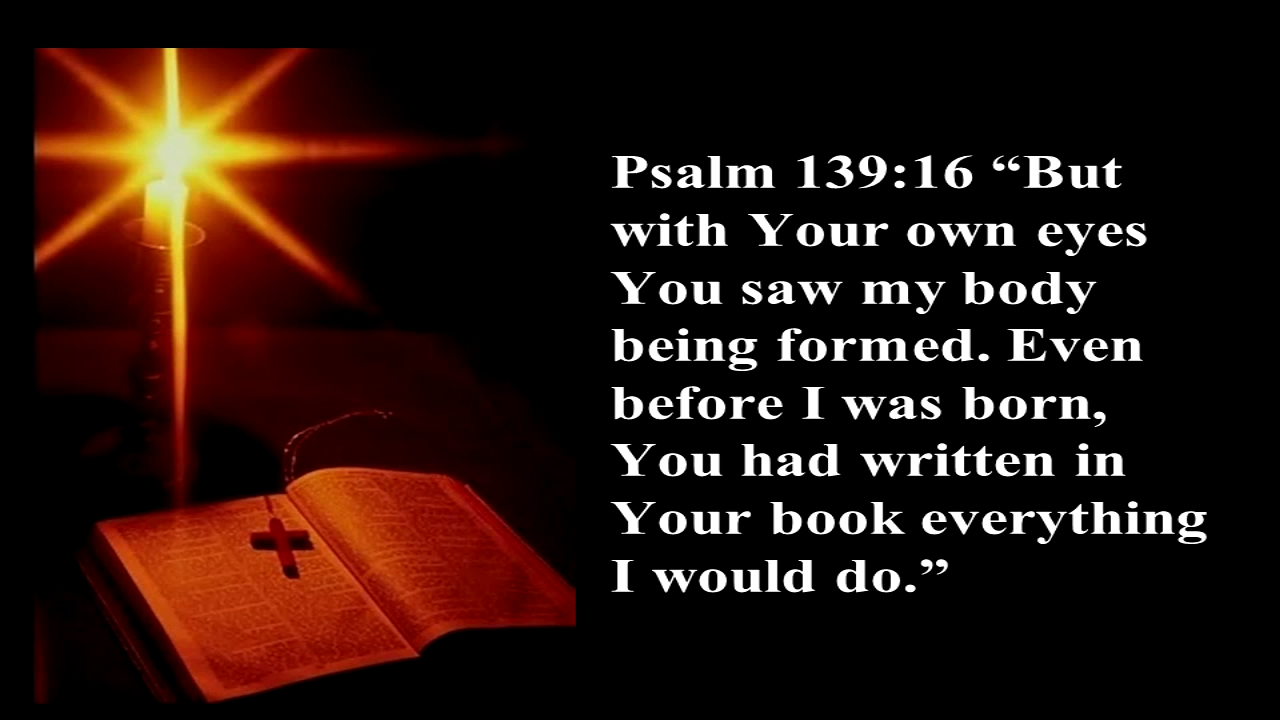 Psalm 139:16 “But
with Your own eyes
You saw my body
being formed. Even
before I was born,
You had written in
Your book everything
I would do.”